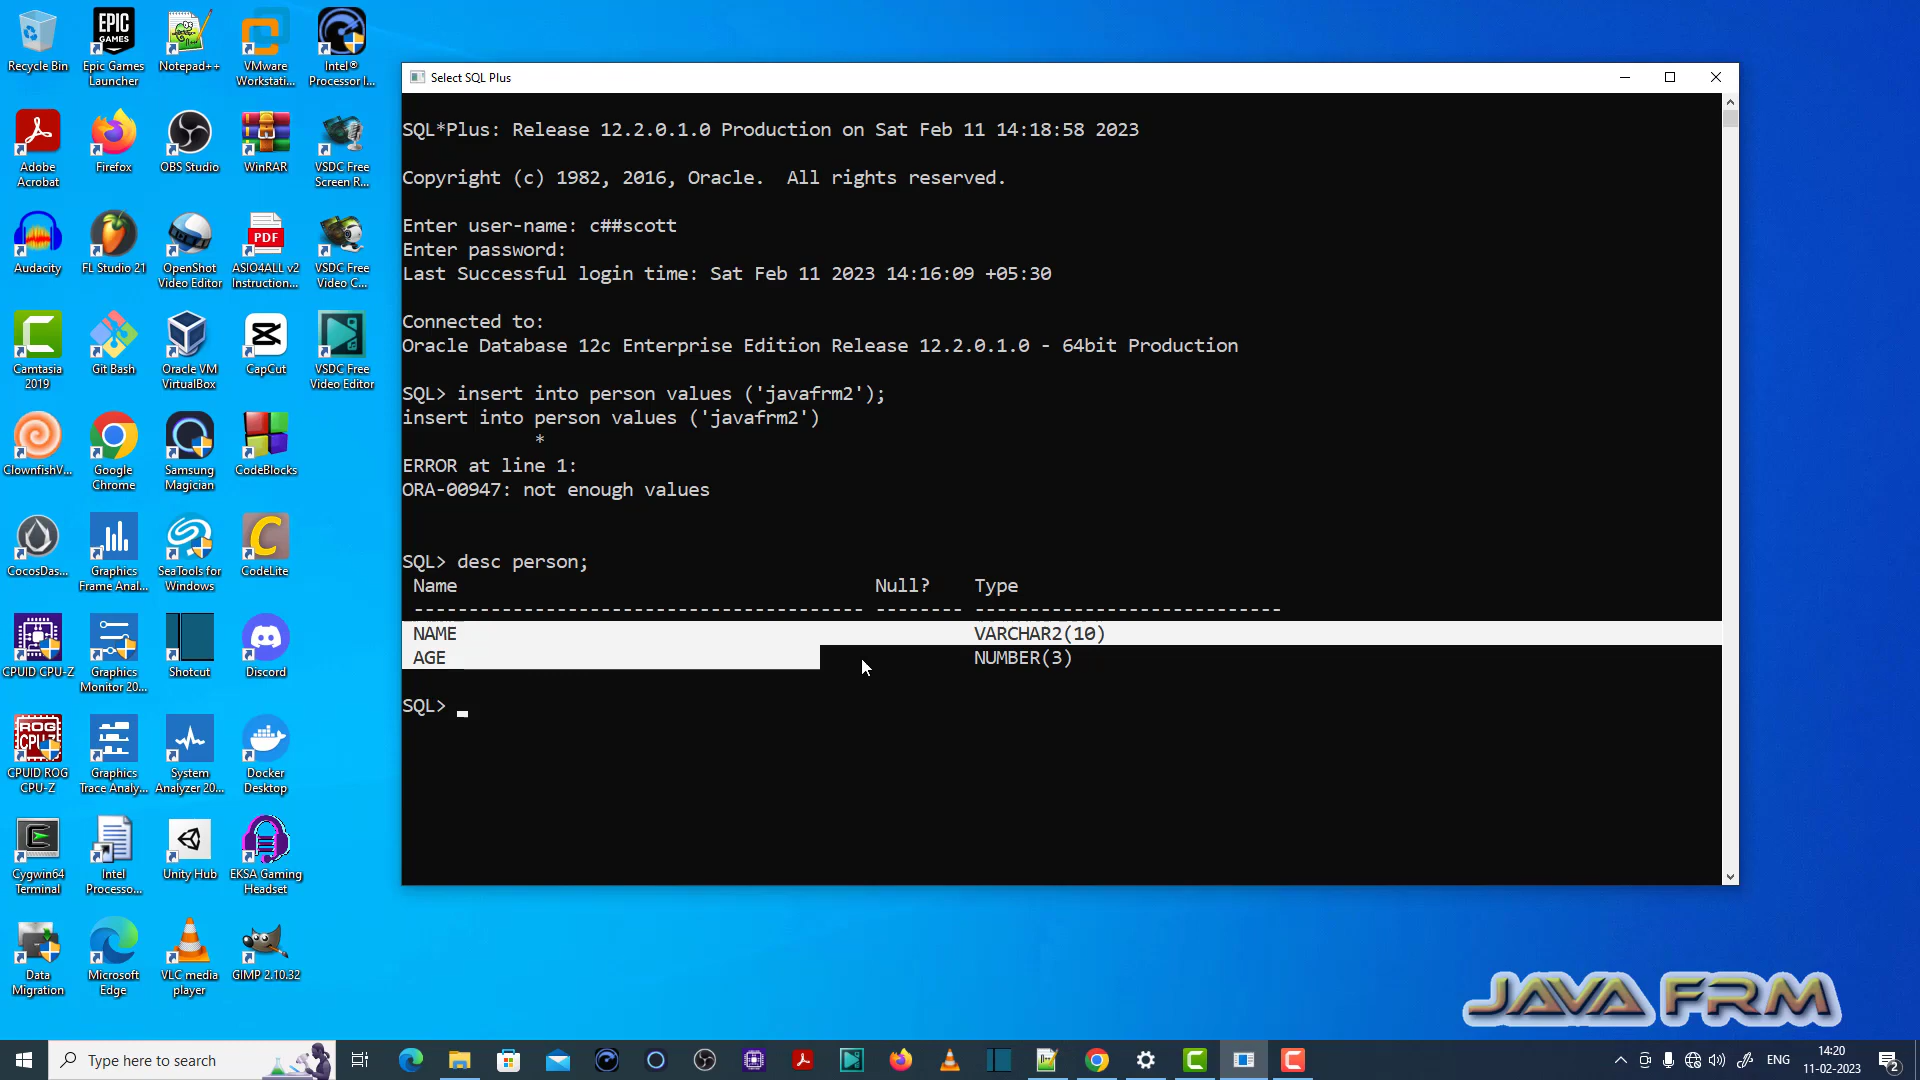 Recycle Bin
Epic Games Launcher
Notepad++
VMware Workstati...
Intel® Processor I...
Adobe Acrobat
Firefox
OBS Studio
WinRAR
VSDC Free Screen R...
Audacity
FL Studio 21
OpenShot Video Editor
ASIO4ALL v2 Instruction...
VSDC Free Video C...
Camtasia 2019
Git Bash
Oracle VM VirtualBox
CapCut
VSDC Free Video Editor
ClownfishV...
Google Chrome
Samsung Magician
CodeBlocks
CocosDas...
Graphics Frame Anal...
SeaTools for Windows
CodeLite
CPUID CPU-Z
Graphics Monitor 20...
Shotcut
Discord
CPUID ROG CPU-Z
Graphics Trace Analy...
System Analyzer 20...
Docker Desktop
Cygwin64 Terminal
Intel Processo...
Unity Hub
EKSA Gaming Headset
Data Migration
Microsoft Edge
VLC media player
GIMP 2.10.32
Select SQL Plus
SQL*Plus: Release 12.2.0.1.0 Production on Sat Feb 11 14:18:58 2023
Copyright (c) 1982, 2016, Oracle.  All rights reserved.
Enter user-name: c##scott
Enter password:
Last Successful login time: Sat Feb 11 2023 14:16:09 +05:30
Connected to:
Oracle Database 12c Enterprise Edition Release 12.2.0.1.0 - 64bit Production
SQL> insert into person values ('javafrm2');
insert into person values ('javafrm2')
*
ERROR at line 1:
ORA-00947: not enough values
SQL> desc person;
Name Null? Type
----------------------------------------- -------- ----------------------------
NAME VARCHAR2(10)
AGE NUMBER(3)
SQL>
JAVA FRM
Type here to search
ENG
14:20
11-02-2023
2